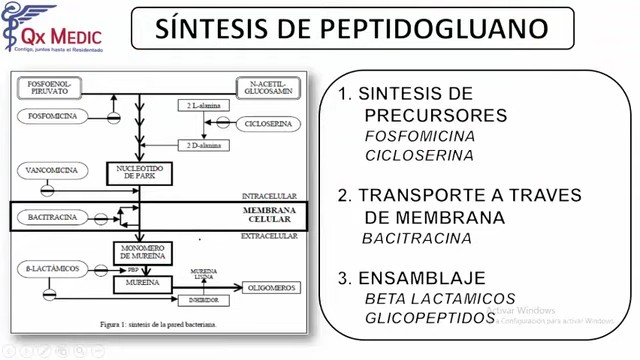 Qx MEDIC
Contigo, juntos hasta el Residentado
SÍNTESIS DE PEPTIDOGLUANO
FOSFOENOL-
PIRUVATO
N-ACETIL-
GLUCOSAMIN
FOSFOMICINA
2 L-alanina
CICLOSERINA
2 D-alanina
VANCOMICINA
NUCLEOTIDO
DE PARK
INTRACELULAR
BACITRACINA
MEMBRANA
CELULAR
EXTRACELULAR
MONOMERO
DE MUREÍNA
ß-LACTÁMICOS
PBP
MUREINA
MUREINA
LISINA
OLIGOMEROS
INHIBIDOR
Figura 1: síntesis de la pared bacteriana.
1. SINTESIS DE
PRECURSORES
FOSFOMICINA
CICLOSERINA
2. TRANSPORTE A TRAVES
DE MEMBRANA
BACITRACINA
3. ENSAMBLAJE
BETA LACTAMICOS
GLICOPEPTIDOS
Activar Windows
a Configuración para activar Windows.